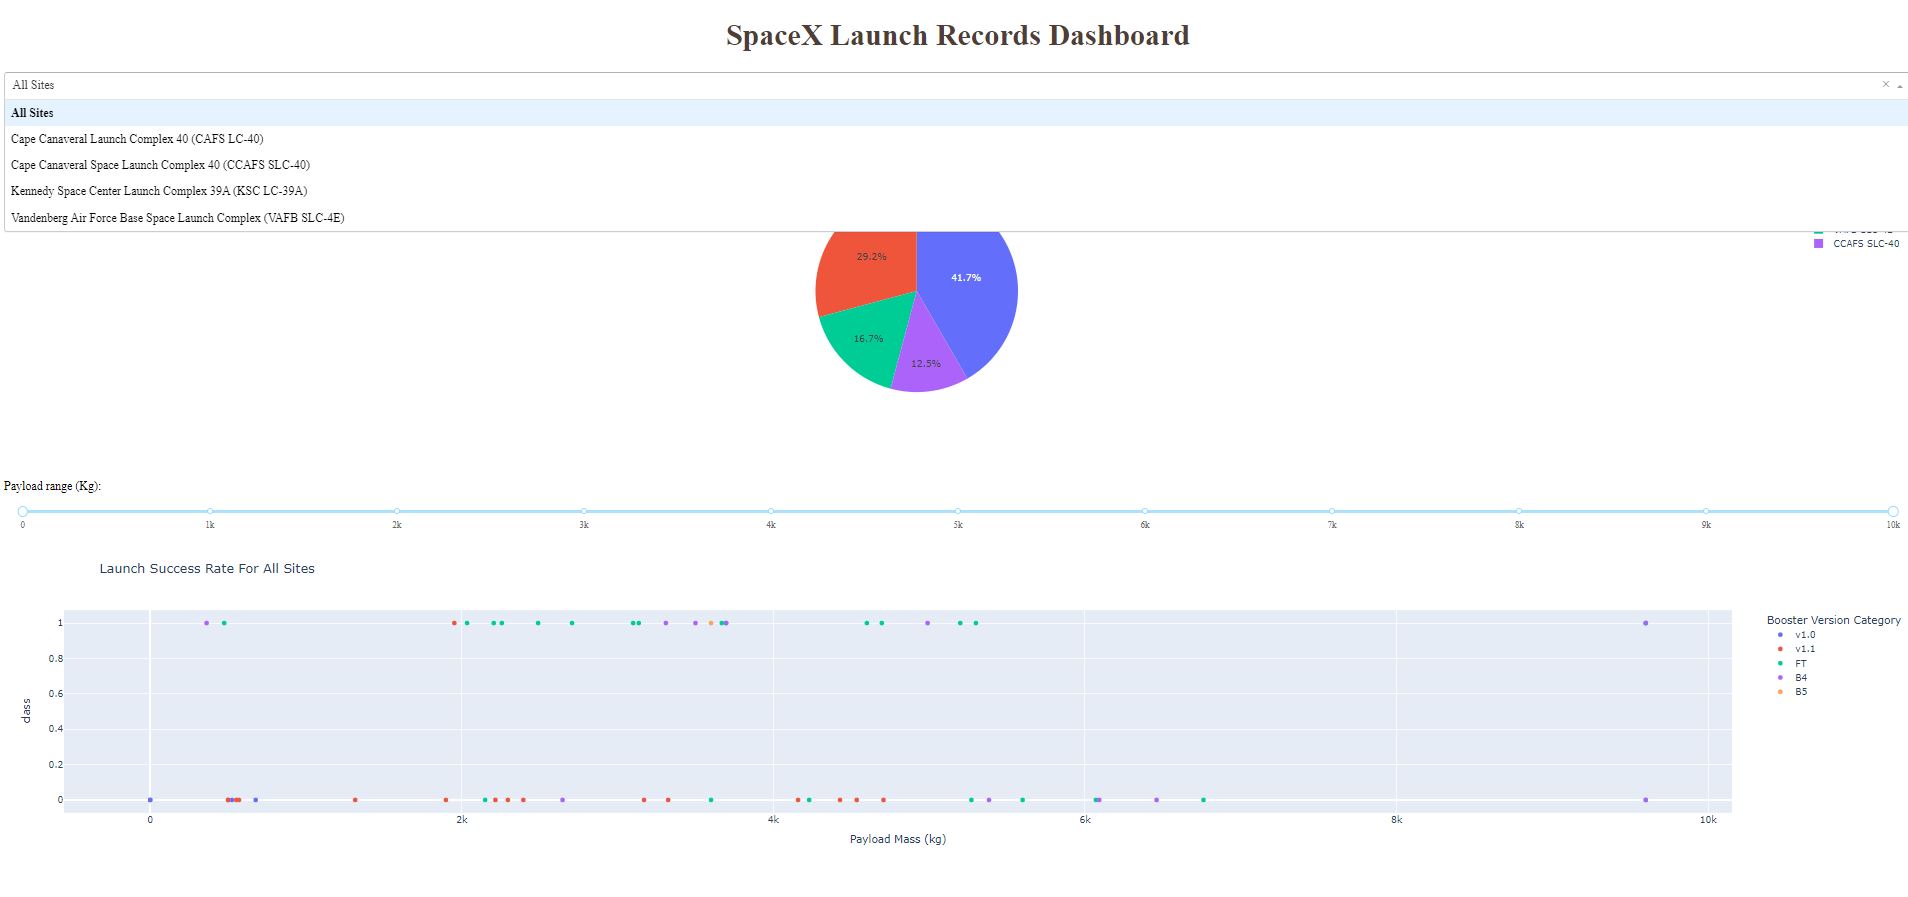 SpaceX Launch Records Dashboard
All Sites
All Sites
Cape Canaveral Launch Complex 40 (CAFS LC-40)
Cape Canaveral Space Launch Complex 40 (CCAFS SLC-40)
Kennedy Space Center Launch Complex 39A (KSC LC-39A)
Vandenberg Air Force Base Space Launch Complex (VAFB SLC-4E)
CCAFS SLC-40
29.2%
41.7%
16.7%
12.5%
Payload range (Kg):
0 1k 2k 3k 4k 5k 6k 7k 8k 9k 10k
Launch Success Rate For All Sites
1
0.8
0.6
0.4
0.2
0
class
0 2k 4k 6k 8k 10k
Payload Mass (kg)
Booster Version Category
v1.0
v1.1
FT
B4
B5